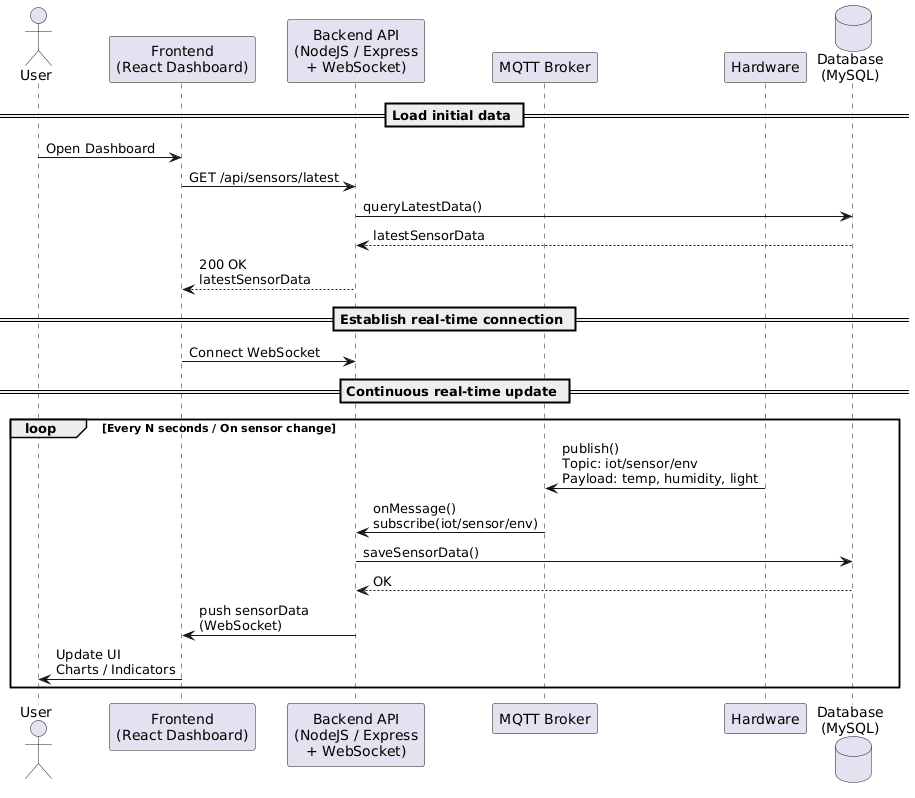 User
Frontend
(React Dashboard)
Backend API
(NodeJS / Express
+ WebSocket)
MQTT Broker
Hardware
Database
(MySQL)
Load initial data
Open Dashboard
GET /api/sensors/latest
queryLatestData()
latestSensorData
200 OK
latestSensorData
Establish real-time connection
Connect WebSocket
Continuous real-time update
loop
[Every N seconds / On sensor change]
publish()
Topic: iot/sensor/env
Payload: temp, humidity, light
onMessage()
subscribe(iot/sensor/env)
saveSensorData()
OK
push sensorData
(WebSocket)
Update UI
Charts / Indicators
User
Frontend
(React Dashboard)
Backend API
(NodeJS / Express
+ WebSocket)
MQTT Broker
Hardware
Database
(MySQL)